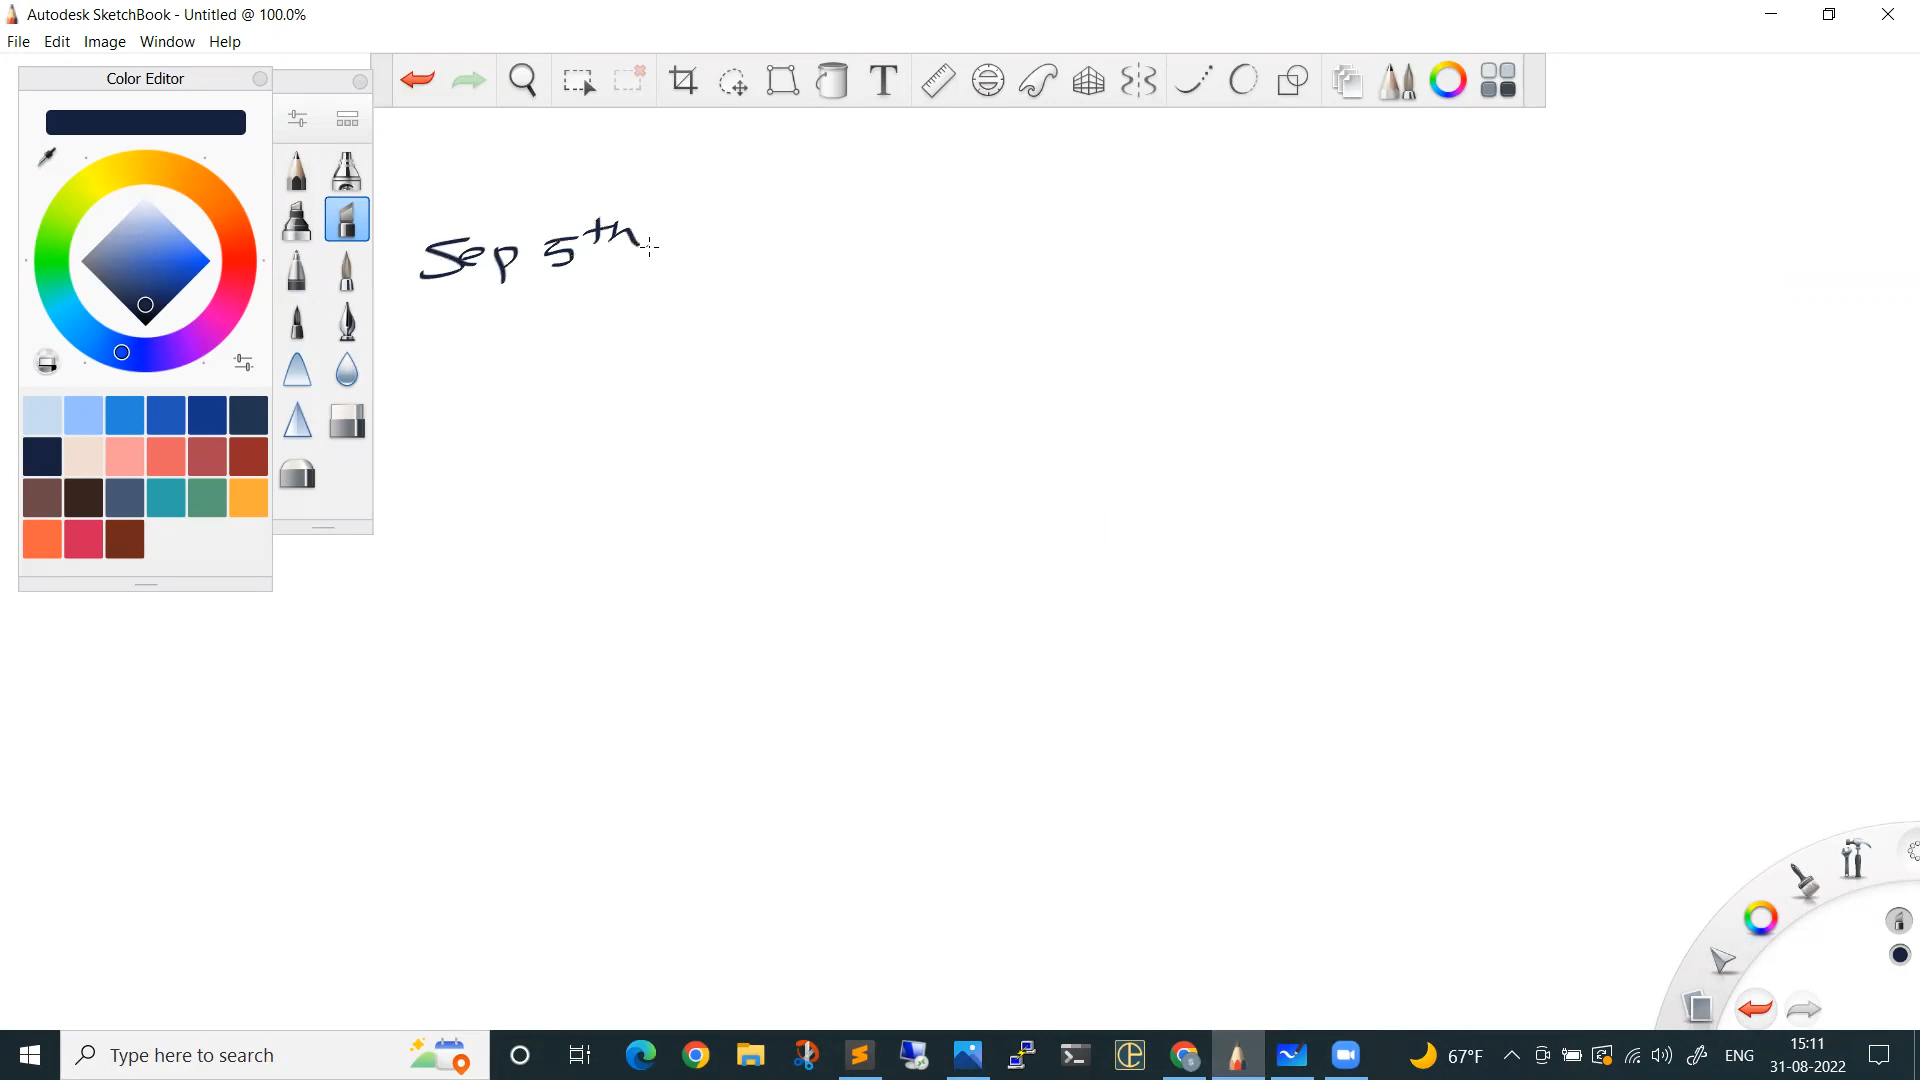 Autodesk SketchBook - Untitled @ 100.0%
File Edit Image Window Help
Color Editor
T
Sep 5th
Type here to search
67°F
ENG
15:11
31-08-2022